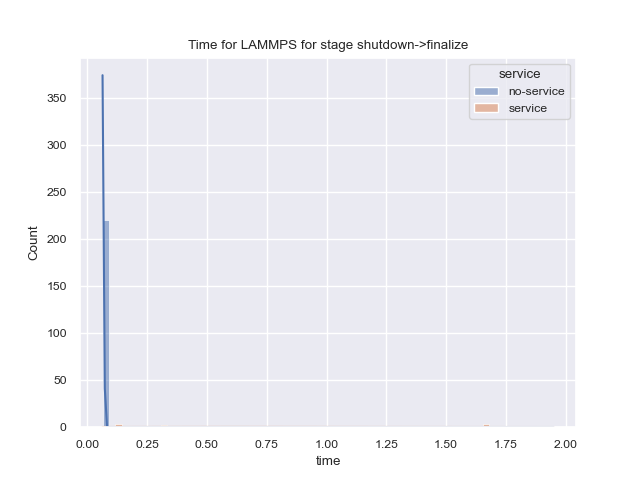 Time for LAMMPS for stage shutdown->finalize
service
no-service
service
350
300
250
200
150
100
50
0
Count
0.00 0.25 0.50 0.75 1.00 1.25 1.50 1.75 2.00
time